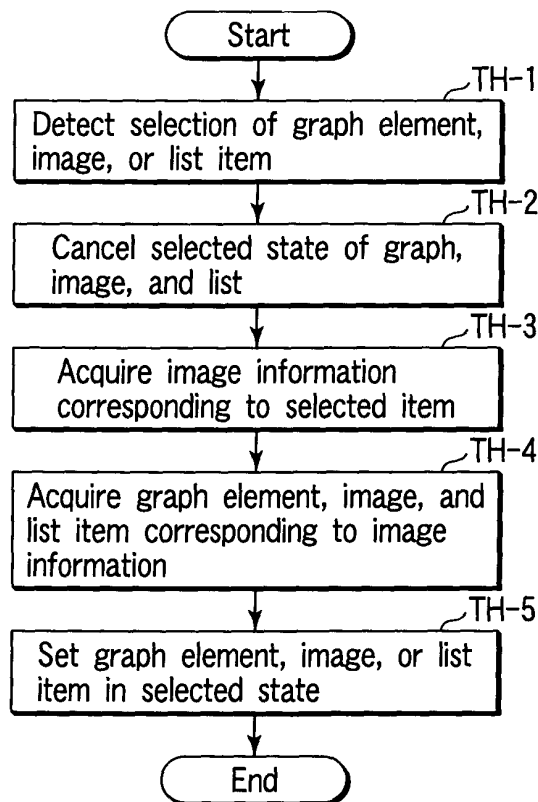 Start
TH-1
Detect selection of graph element,
image, or list item
TH-2
Cancel selected state of graph,
image, and list
TH-3
Acquire image information
corresponding to selected item
TH-4
Acquire graph element, image, and
list item corresponding to image
information
TH-5
Set graph element, image, or list
item in selected state
End